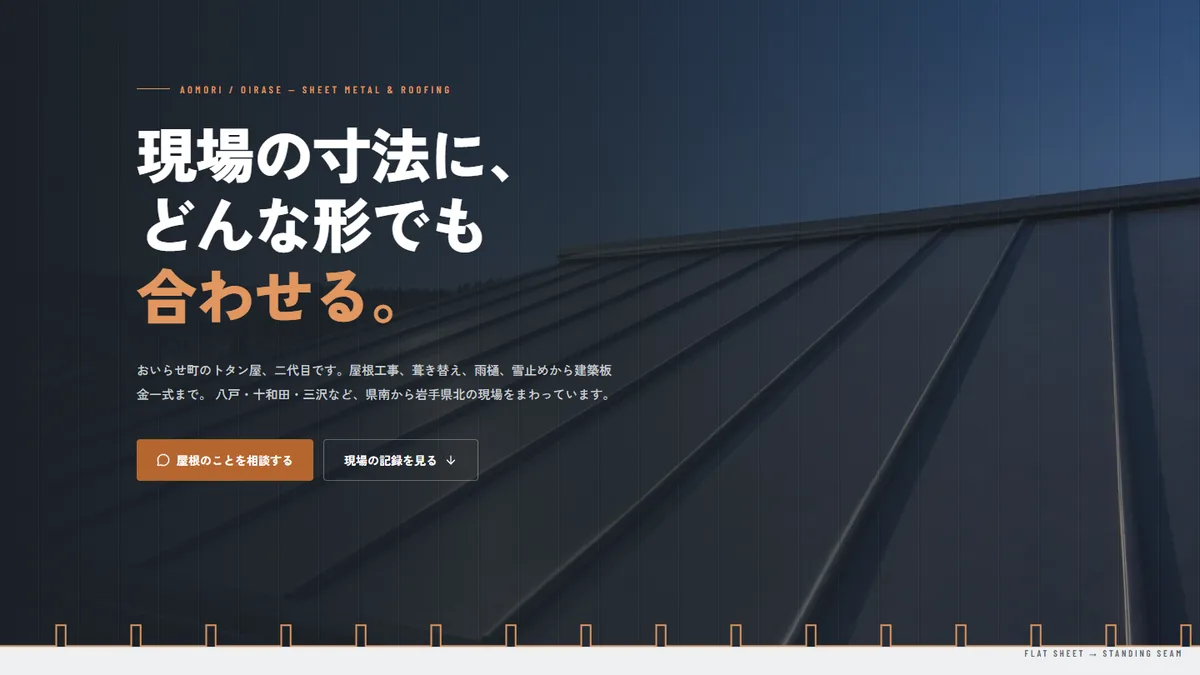 AOMORI / OIRASE — SHEET METAL & ROOFING
現場の寸法に、
どんな形でも
合わせる。
おいらせ町のトタン屋、二代目です。屋根工事、葺き替え、雨樋、雪止めから建築板
金一式まで。 八戸・十和田・三沢など、県南から岩手県北の現場をまわっています。
屋根のことを相談する
現場の記録を見る ↓
FLAT SHEET → STANDING SEAM